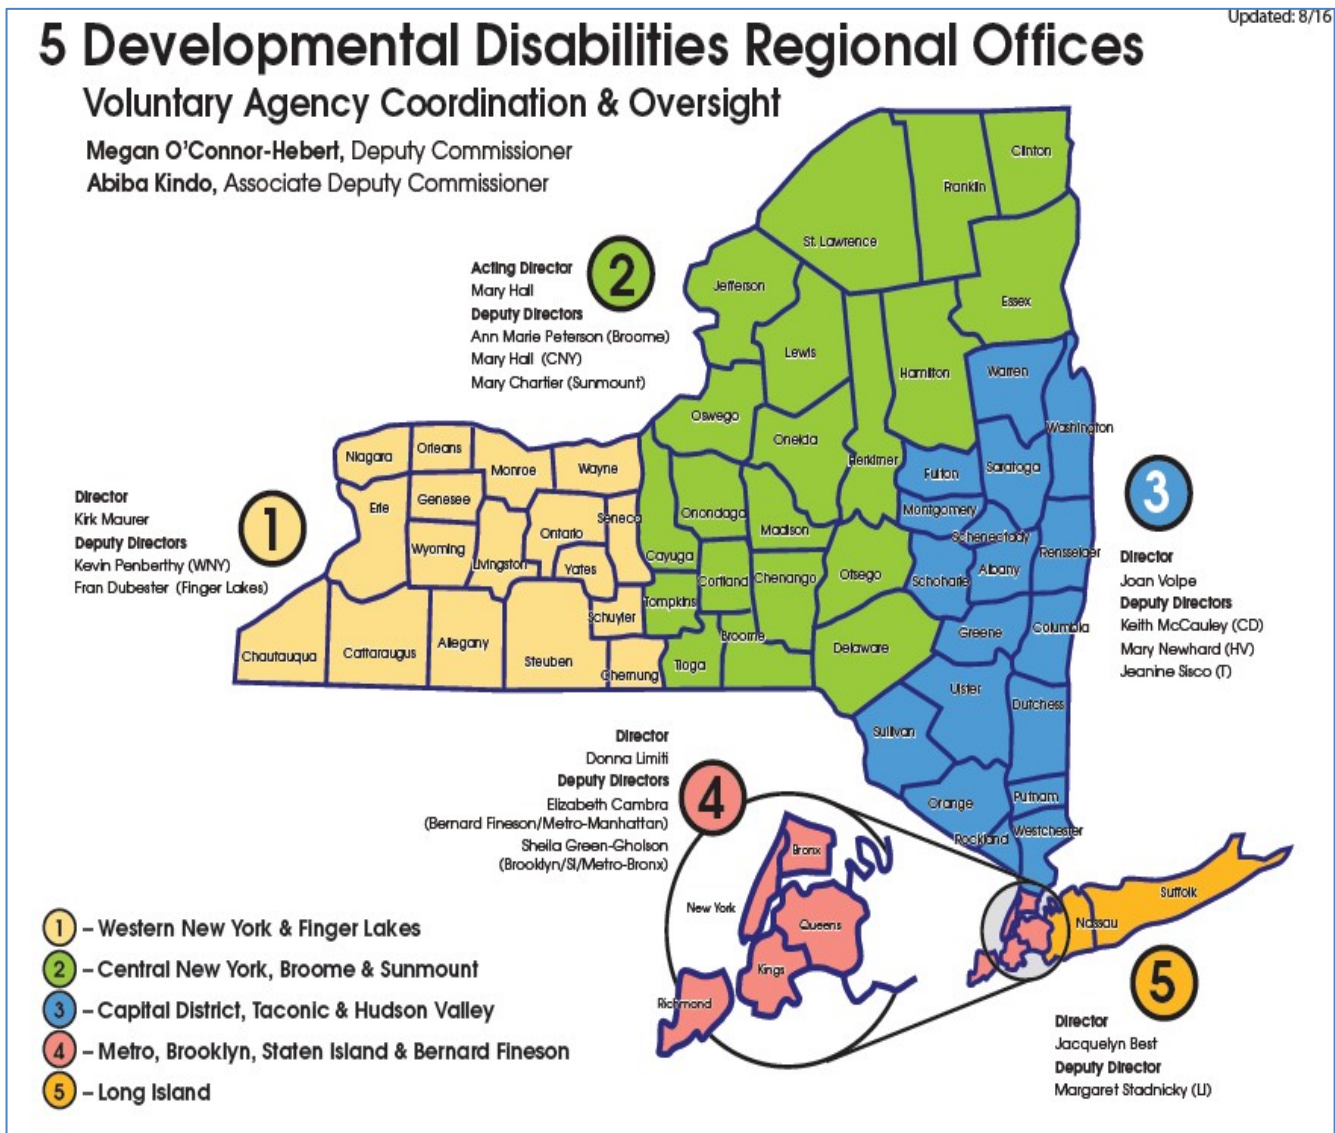 Updated: 8/16
5 Developmental Disabilities Regional Offices
Voluntary Agency Coordination & Oversight
Megan O'Connor-Hebert, Deputy Commissioner
Abiba Kindo, Associate Deputy Commissioner
2
Acting Director
Mary Hall
Deputy Directors
Ann Marie Peterson (Broome)
Mary Hall (CNY)
Mary Chartier (Sunmount)
1
Director
Kirk Maurer
Deputy Directors
Kevin Penberthy (WNY)
Fran Dubester (Finger Lakes)
3
Director
Joan Volpe
Deputy Directors
Keith McCauley (CD)
Mary Newhard (HV)
Jeanine Sisco (T)
Clinton
Franklin
St. Lawrence
Jefferson
Essex
Lewis
Hamilton
Warren
Oswego
Oneida
Herkimer
Washington
Fulton
Saratoga
Niagara
Orleans
Monroe
Wayne
Erie
Genesee
Ontario
Seneca
Onondaga
Madison
Montgomery
Schenectady
Wyoming
Livingston
Yates
Cayuga
Cortland
Chenango
Otsego
Schoharie
Albany
Rensselaer
Schuyler
Tompkins
Broome
Greene
Columbia
Chautauqua
Cattaraugus
Allegany
Steuben
Chemung
Tioga
Delaware
Ulster
Dutchess
Sullivan
Orange
Putnam
Rockland
Westchester
4
Director
Donna Limiti
Deputy Directors
Elizabeth Cambra
(Bernard Fineson/Metro-Manhattan)
Sheila Green-Gholson
(Brooklyn/SI/Metro-Bronx)
Bronx
New York
Queens
Kings
Richmond
Suffolk
Nassau
5
Director
Jacquelyn Best
Deputy Director
Margaret Stadnicky (LI)
1 – Western New York & Finger Lakes
2 – Central New York, Broome & Sunmount
3 – Capital District, Taconic & Hudson Valley
4 – Metro, Brooklyn, Staten Island & Bernard Fineson
5 – Long Island